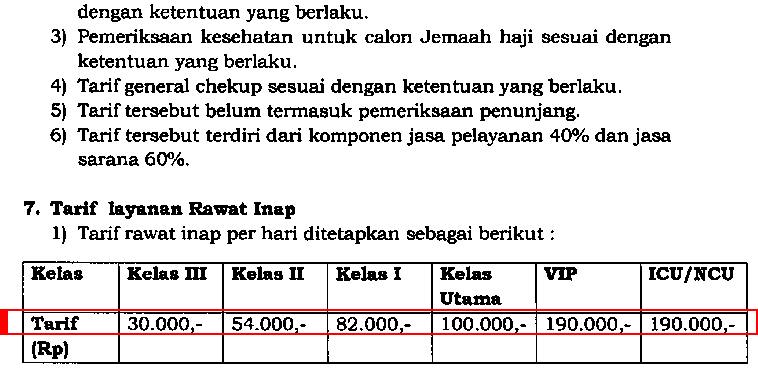 dengan ketentuan yang berlaku.
3) Pemeriksaan kesehatan untuk calon Jemaah haji sesuai dengan
ketentuan yang berlaku.
4) Tarif general chekup sesuai dengan ketentuan yang berlaku.
5) Tarif tersebut belum termasuk pemeriksaan penunjang.
6) Tarif tersebut terdiri dari komponen jasa pelayanan 40% dan jasa
sarana 60%.
7. Tarif layanan Rawat Inap
1) Tarif rawat inap per hari ditetapkan sebagai berikut :
Kelas Kelas III Kelas II Kelas I Kelas VIP ICU/NCU
Utama
Tarif 30.000,- 54.000,- 82.000,- 100.000,- 190.000,- 190.000,-
(Rp)